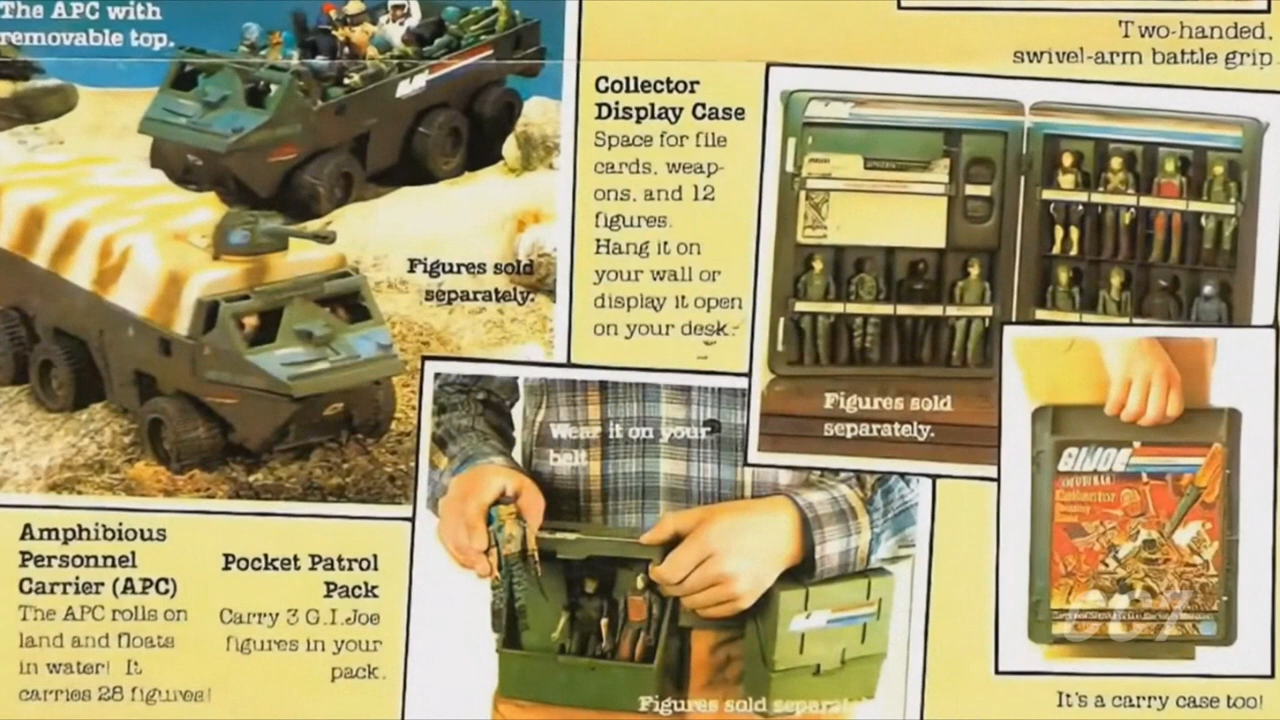 The APC with
removable top.
Figures sold
separately.
Amphibious
Personnel
Carrier (APC)
The APC rolls on
land and floats
in water! It
carries 28 figures!
Pocket Patrol
Pack
Carry 3 G.I.Joe
figures in your
pack.
Collector
Display Case
Space for file
cards, weap-
ons, and 12
figures.
Hang it on
your wall or
display it open
on your desk.
Wear it on your
belt
Figures sold
Two-handed,
swivel-arm battle grip
Figures sold
separately.
GIJOE
Collector
It's a carry case too!